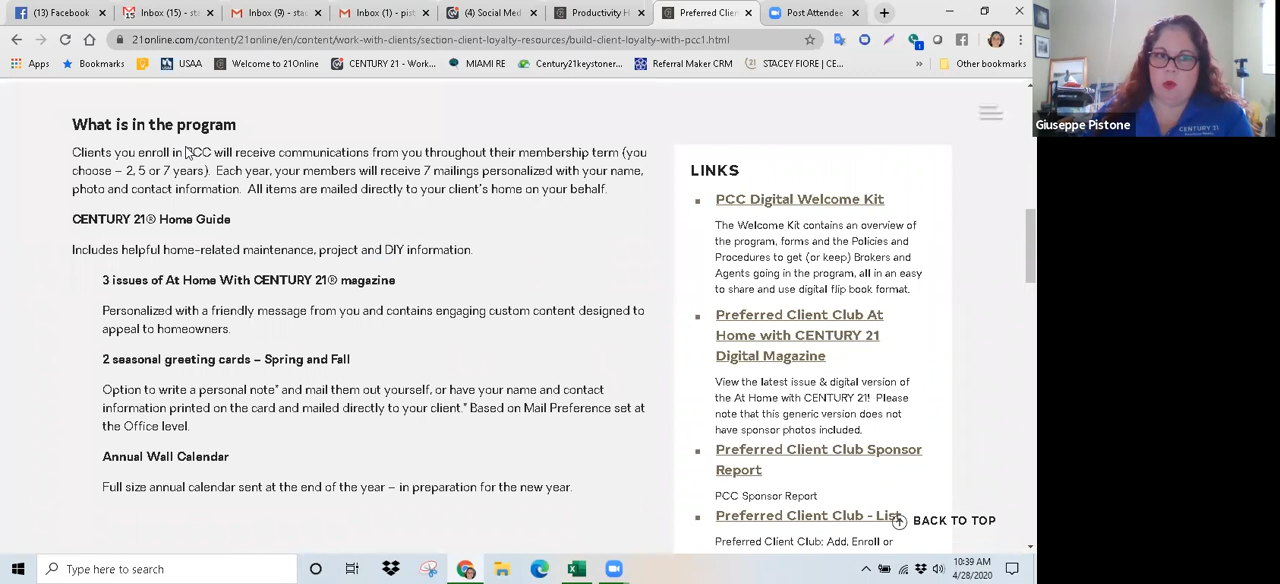 (13) Facebook
Inbox (15) - sta
Inbox (9) - stac
Inbox (1) - pist
(4) Social Med
Productivity H
Preferred Clie
Post Attendee
21online.com/content/21online/en/content/work-with-clients/section-client-loyalty-resources/build-client-loyalty-with-pcc1.html
Apps
Bookmarks
USAA
Welcome to 21Online
CENTURY 21 - Work...
MIAMI RE
Century21keystoner...
Referral Maker CRM
STACEY FIORE | CE...
»
Other bookmarks
Giuseppe Pistone
CENTURY 21
What is in the program
Clients you enroll in PCC will receive communications from you throughout their membership term (you
choose – 2, 5 or 7 years). Each year, your members will receive 7 mailings personalized with your name,
photo and contact information. All items are mailed directly to your client's home on your behalf.
CENTURY 21® Home Guide
Includes helpful home-related maintenance, project and DIY information.
3 issues of At Home With CENTURY 21® magazine
Personalized with a friendly message from you and contains engaging custom content designed to
appeal to homeowners.
2 seasonal greeting cards – Spring and Fall
Option to write a personal note* and mail them out yourself, or have your name and contact
information printed on the card and mailed directly to your client.* Based on Mail Preference set at
the Office level.
Annual Wall Calendar
Full size annual calendar sent at the end of the year – in preparation for the new year.
LINKS
PCC Digital Welcome Kit
The Welcome Kit contains an overview of
the program, forms and the Policies and
Procedures to get (or keep) Brokers and
Agents going in the program, all in an easy
to share and use digital flip book format.
Preferred Client Club At
Home with CENTURY 21
Digital Magazine
View the latest issue & digital version of
the At Home with CENTURY 21! Please
note that this generic version does not
have sponsor photos included.
Preferred Client Club Sponsor
Report
PCC Sponsor Report
Preferred Client Club - List
Preferred Client Club: Add, Enroll or
BACK TO TOP
Type here to search
10:39 AM
4/28/2020